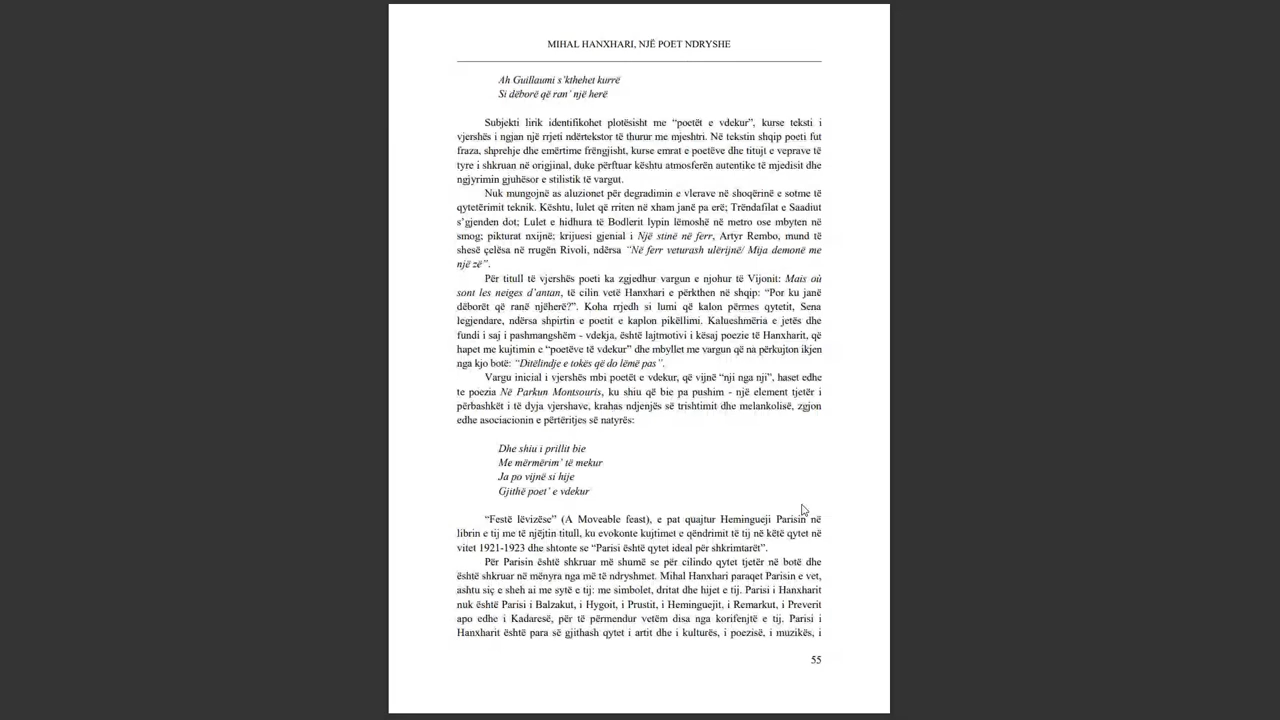 MIHAL HANXHARI, NJË POET NDRYSHE
Ah Guillaumi s’kthehet kurrë
Si dëborë që ran’ një herë
Subjekti lirik identifikohet plotësisht me “poetët e vdekur”, kurse teksti i
vjershës i ngjan një rrjeti ndërtekstor të thurur me mjeshtri. Në tekstin shqip poeti fut
fraza, shprehje dhe emërtime frëngjisht, kurse emrat e poetëve dhe titujt e veprave të
tyre i shkruan në origjinal, duke përftuar kështu atmosferën autentike të mjedisit dhe
ngjyrimin gjuhësor e stilistik të vargut.
Nuk mungojnë as aluzionet për degradimin e vlerave në shoqërinë e sotme të
qytetërimit teknik. Kështu, lulet që rriten në xham janë pa erë; Trëndafilat e Saadiut
s’gjenden dot; Lulet e hidhura të Bodlerit lypin lëmoshë në metro ose mbyten në
smog; pikturat nxijnë; krijuesi gjenial i Një stinë në ferr, Artyr Rembo, mund të
shesë çelësa në rrugën Rivoli, ndërsa “Në ferr veturash ulërijnë/ Mija demonë me
një zë”.
Për titull të vjershës poeti ka zgjedhur vargun e njohur të Vijonit: Mais où
sont les neiges d’antan, të cilin vetë Hanxhari e përkthen në shqip: “Por ku janë
dëborët që ranë njëherë?”. Koha rrjedh si lumi që kalon përmes qytetit, Sena
legjendare, ndërsa shpirtin e poetit e kaplon pikëllimi. Kalueshmëria e jetës dhe
fundi i saj i pashmangshëm - vdekja, është lajtmotivi i kësaj poezie të Hanxharit, që
hapet me kujtimin e “poetëve të vdekur” dhe mbyllet me vargun që na përkujton ikjen
nga kjo botë: “Ditëlindje e tokës që do lëmë pas”.
Vargu inicial i vjershës mbi poetët e vdekur, që vijnë “nji nga nji”, haset edhe
te poezia Në Parkun Montsouris, ku shiu që bie pa pushim - një element tjetër i
përbashkët i të dyja vjershave, krahas ndjenjës së trishtimit dhe melankolisë, zgjon
edhe asociacionin e përtëritjes së natyrës:
Dhe shiu i prillit bie
Me mërmërim’ të mekur
Ja po vijnë si hije
Gjithë poet’ e vdekur
“Festë lëvizëse” (A Moveable feast), e pat quajtur Hemingueji Parisin në
librin e tij me të njëjtin titull, ku evokonte kujtimet e qëndrimit të tij në këtë qytet në
vitet 1921-1923 dhe shtonte se “Parisi është qytet ideal për shkrimtarët”.
Për Parisin është shkruar më shumë se për cilindo qytet tjetër në botë dhe
është shkruar në mënyra nga më të ndryshmet. Mihal Hanxhari paraqet Parisin e vet,
ashtu siç e sheh ai me sytë e tij: me simbolet, dritat dhe hijet e tij. Parisi i Hanxharit
nuk është Parisi i Balzakut, i Hygoit, i Prustit, i Heminguejit, i Remarkut, i Preverit
apo edhe i Kadaresë, për të përmendur vetëm disa nga korifenjtë e tij. Parisi i
Hanxharit është para së gjithash qytet i artit dhe i kulturës, i poezisë, i muzikës, i
55